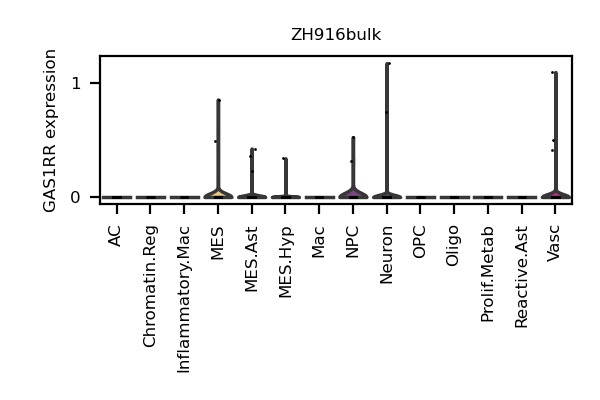 ZH916bulk
GAS1RR expression
1
0
AC
Chromatin.Reg
Inflammatory.Mac
MES
MES.Ast
MES.Hyp
Mac
NPC
Neuron
OPC
Oligo
Prolif.Metab
Reactive.Ast
Vasc